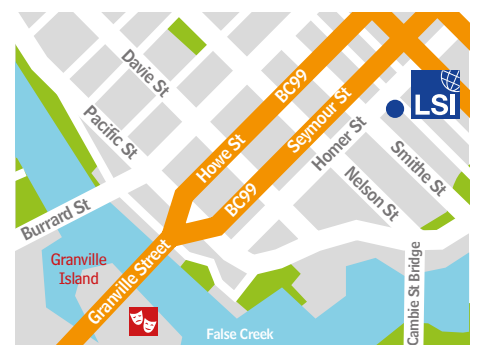 Davie St
BC99
LSI
Seymour St
Pacific St
Howe St
Homer St
Smithe St
Nelson St
BC99
Burrard St
Granville
Island
Granville Street
Cambie St Bridge
False Creek